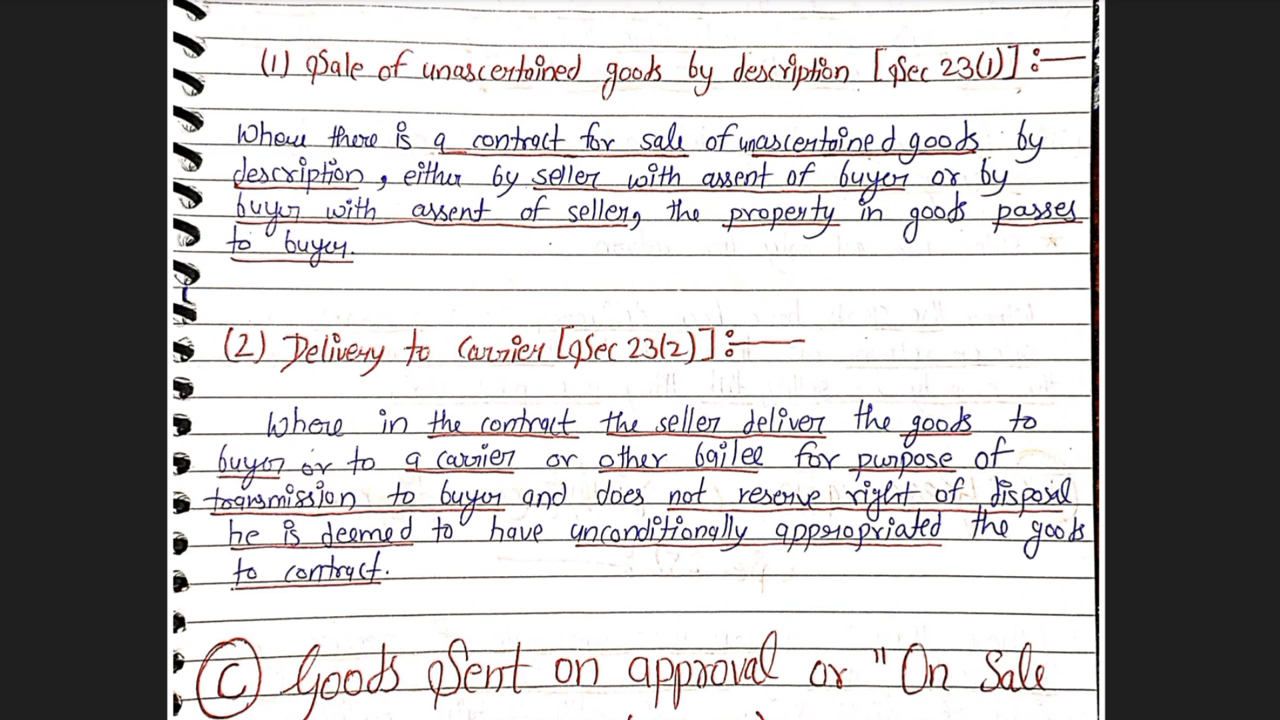 (1) Sale of unascertained goods by description [Sec 23(1)] :—
Where there is a contract for sale of unascertained goods by
description, either by seller with assent of buyer or by
buyer with assent of seller, the property in goods passes
to buyer.
(2) Delivery to Carrier [Sec 23(2)] :—
Where in the contract the seller deliver the goods to
buyer or to a carrier or other bailee for purpose of
transmission to buyer and does not reserve right of disposal
he is deemed to have unconditionally appropriated the goods
to contract.
(C) Goods Sent on approval or "On Sale